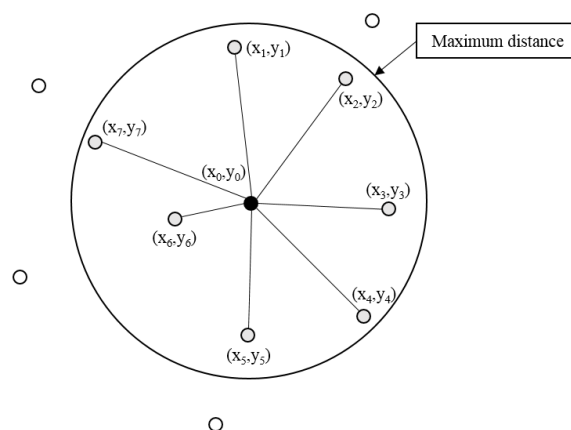 (x₁,y₁)
Maximum distance
(x₂,y₂)
(x₇,y₇)
(x₀,y₀)
(x₃,y₃)
(x₆,y₆)
(x₄,y₄)
(x₅,y₅)